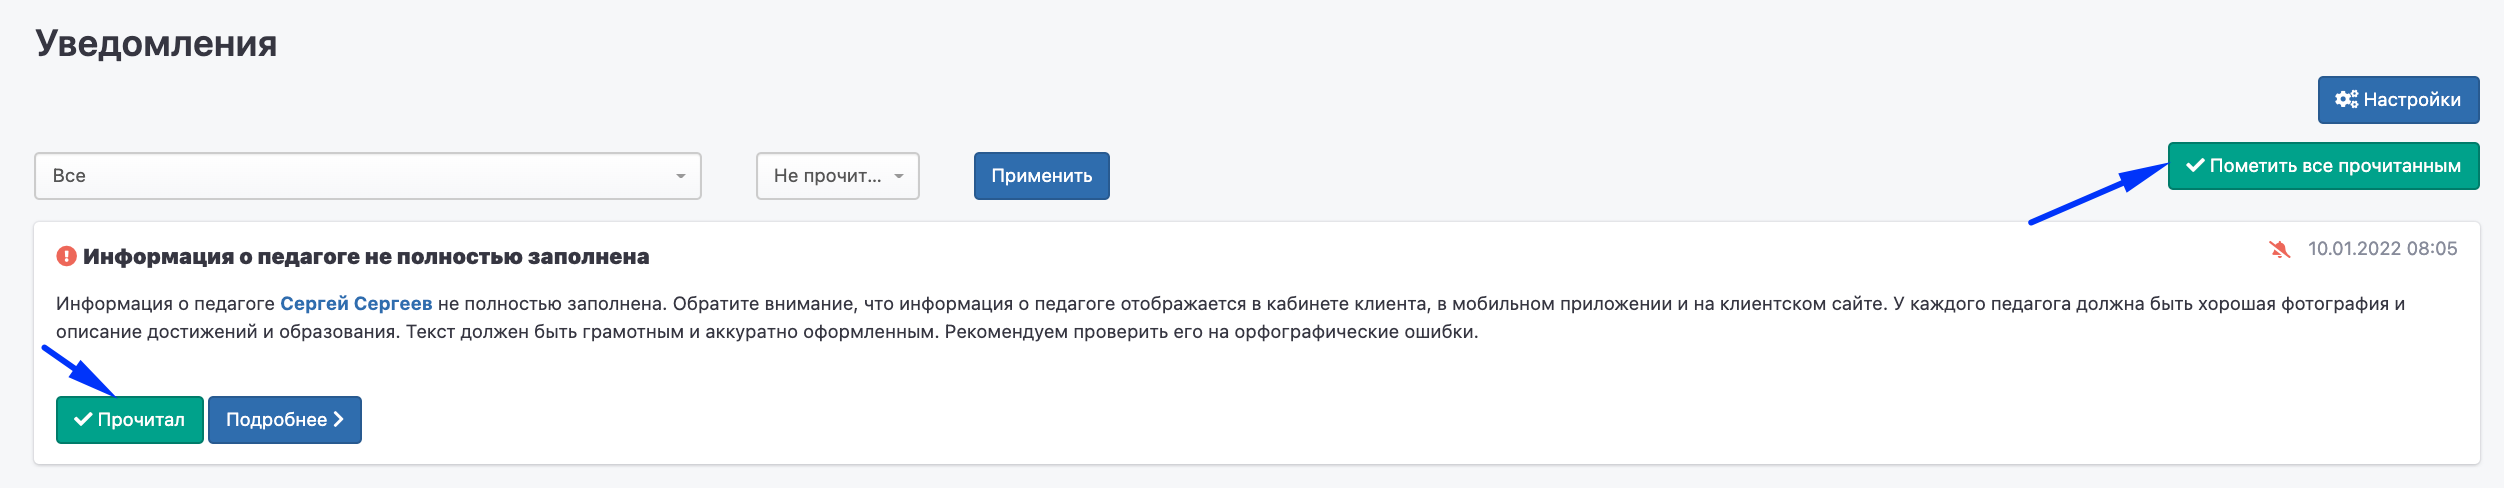 Уведомления
Настройки
Все
Не прочит...
Применить
Пометить все прочитанным
Информация о педагоге не полностью заполнена
10.01.2022 08:05
Информация о педагоге Сергей Сергеев не полностью заполнена. Обратите внимание, что информация о педагоге отображается в кабинете клиента, в мобильном приложении и на клиентском сайте. У каждого педагога должна быть хорошая фотография и
описание достижений и образования. Текст должен быть грамотным и аккуратно оформленным. Рекомендуем проверить его на орфографические ошибки.
Прочитал
Подробнее